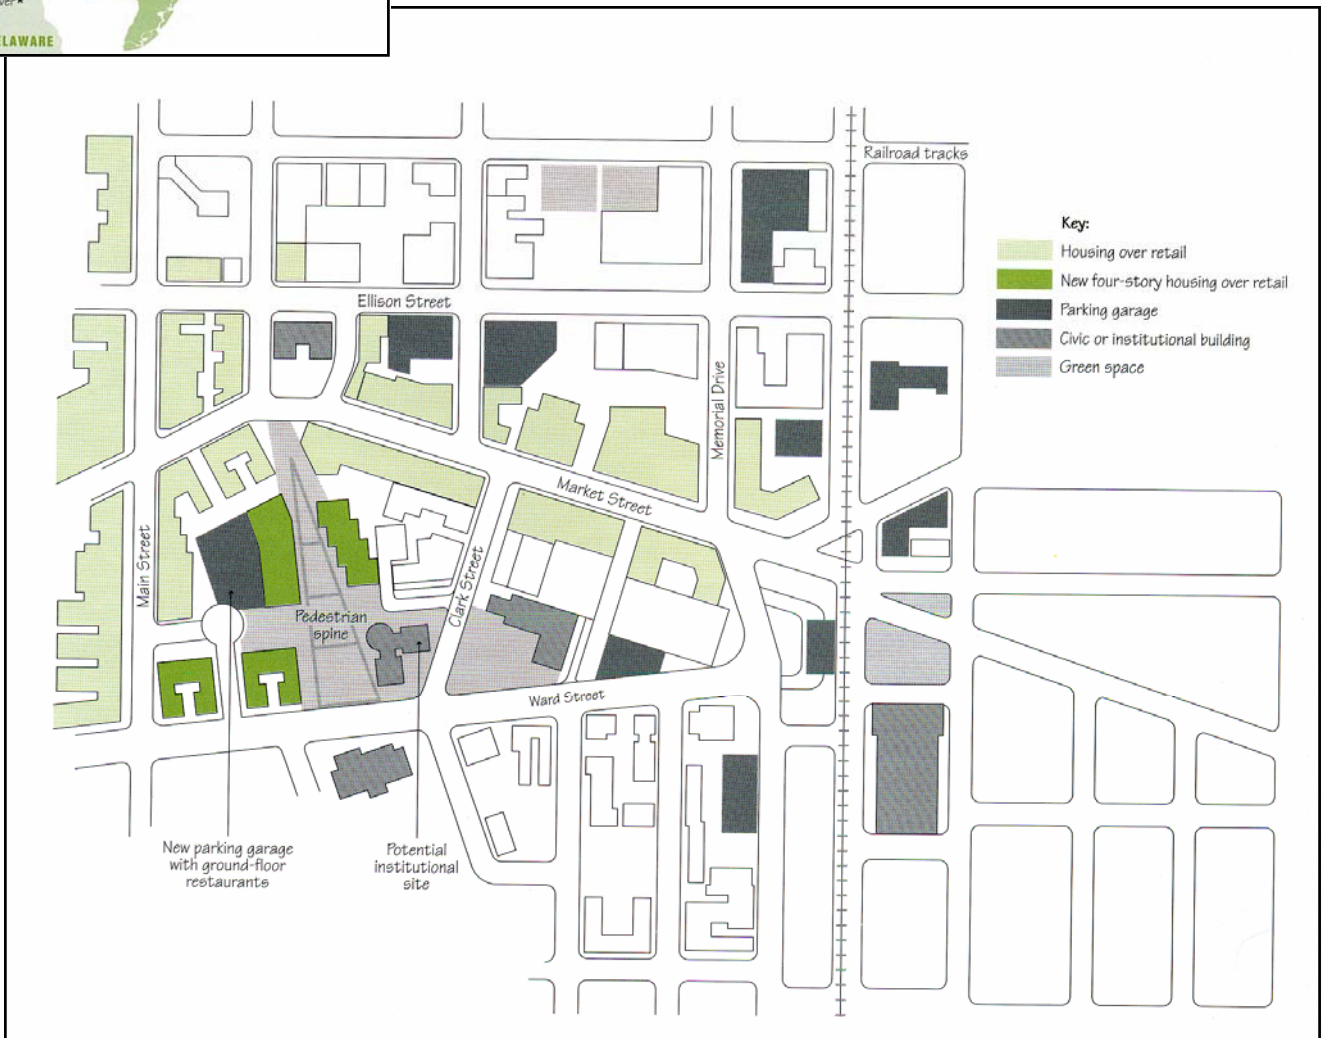 ELAWARE
Railroad tracks
Key:
Housing over retail
New four-story housing over retail
Parking garage
Civic or institutional building
Green space
Ellison Street
Memorial Drive
Market Street
Main Street
Clark Street
Pedestrian
spine
Ward Street
New parking garage
with ground-floor
restaurants
Potential
institutional
site